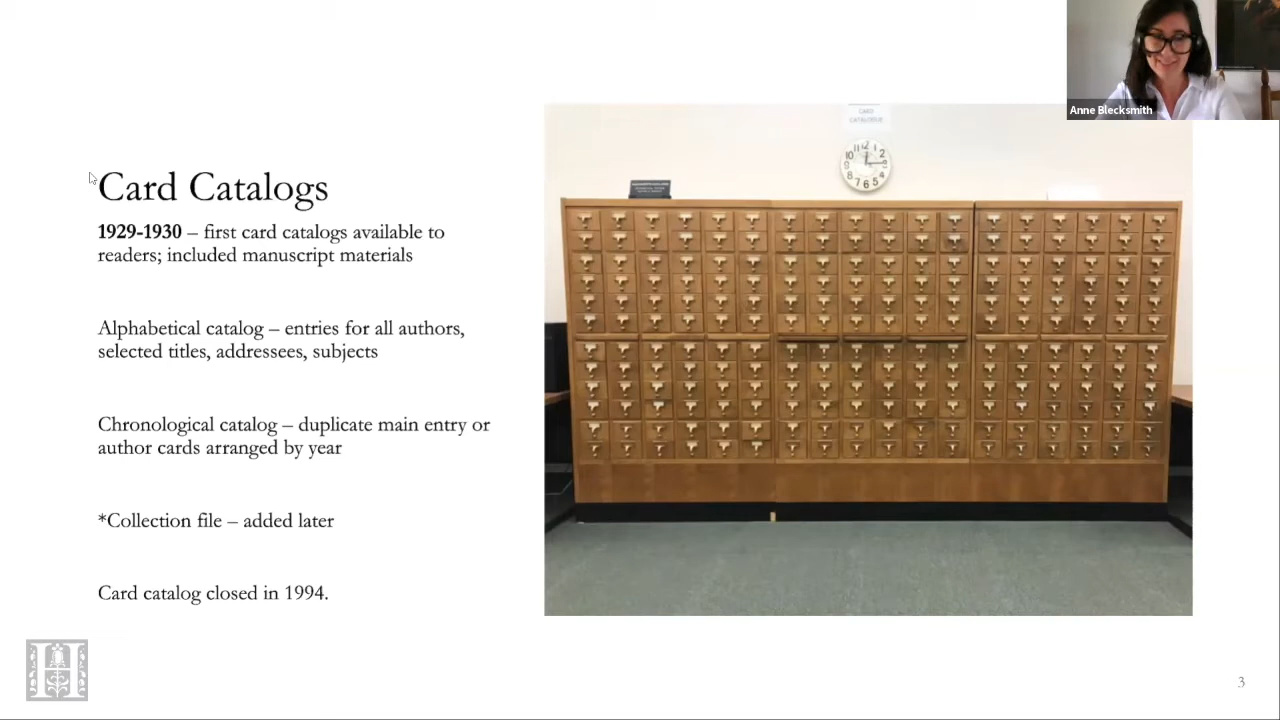 Anne Blecksmith
CARD
CATALOGUE
Card Catalogs
1929-1930 – first card catalogs available to
readers; included manuscript materials
Alphabetical catalog – entries for all authors,
selected titles, addressees, subjects
Chronological catalog – duplicate main entry or
author cards arranged by year
*Collection file – added later
Card catalog closed in 1994.
H
3